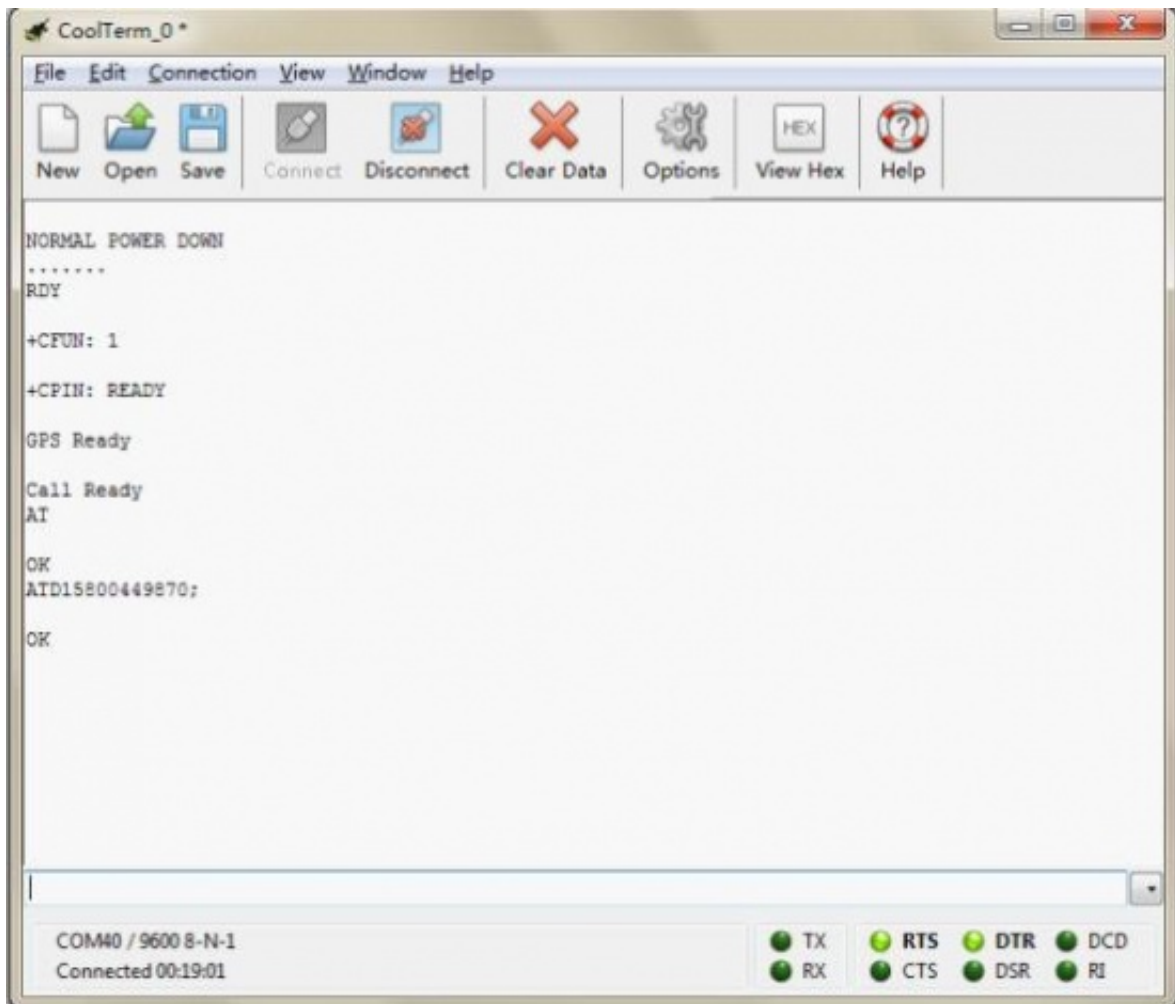 CoolTerm_0 *
File Edit Connection View Window Help
New Open Save Connect Disconnect Clear Data Options HEX View Hex Help
NORMAL POWER DOWN
.......
RDY
+CFUN: 1
+CPIN: READY
GPS Ready
Call Ready
AT
OK
ATD15800449870;
OK
COM40 / 9600 8-N-1
Connected 00:19:01
TX RTS DTR DCD
RX CTS DSR RI